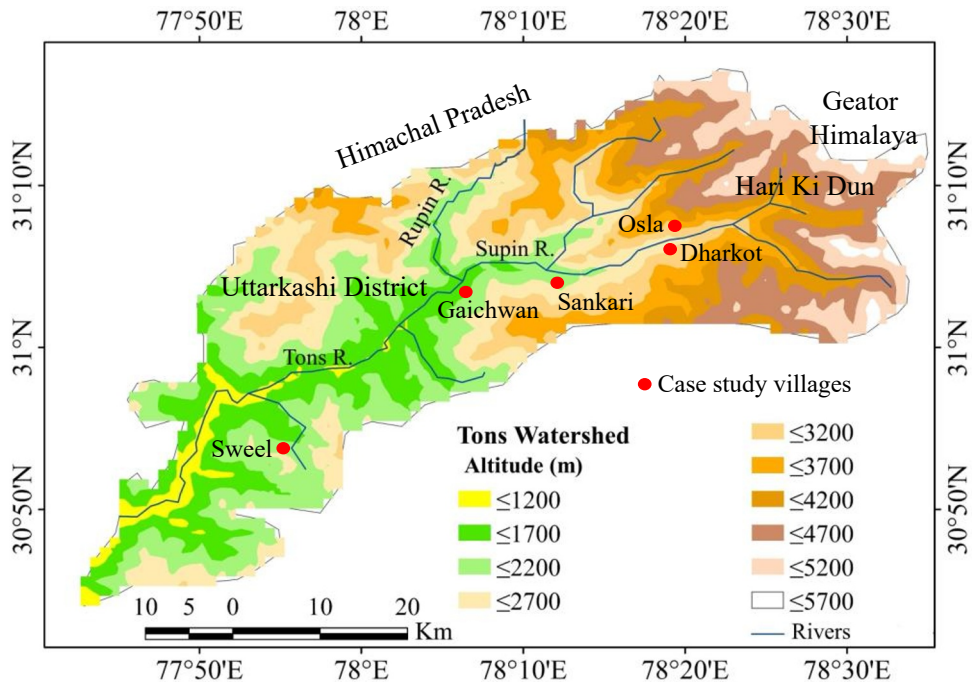 77°50'E 78°E 78°10'E 78°20'E 78°30'E
Geator
Himalaya
Himachal Pradesh
31°10'N
31°10'N
Hari Ki Dun
Rupin R.
Osla
Supin R.
Dharkot
Uttarkashi District
Gaichwan
Sankari
31°N
31°N
Tons R.
Case study villages
Sweel
Tons Watershed
Altitude (m)
≤1200
≤1700
≤2200
≤2700
≤3200
≤3700
≤4200
≤4700
≤5200
≤5700
Rivers
30°50'N
30°50'N
10 5 0 10 20
Km
77°50'E 78°E 78°10'E 78°20'E 78°30'E